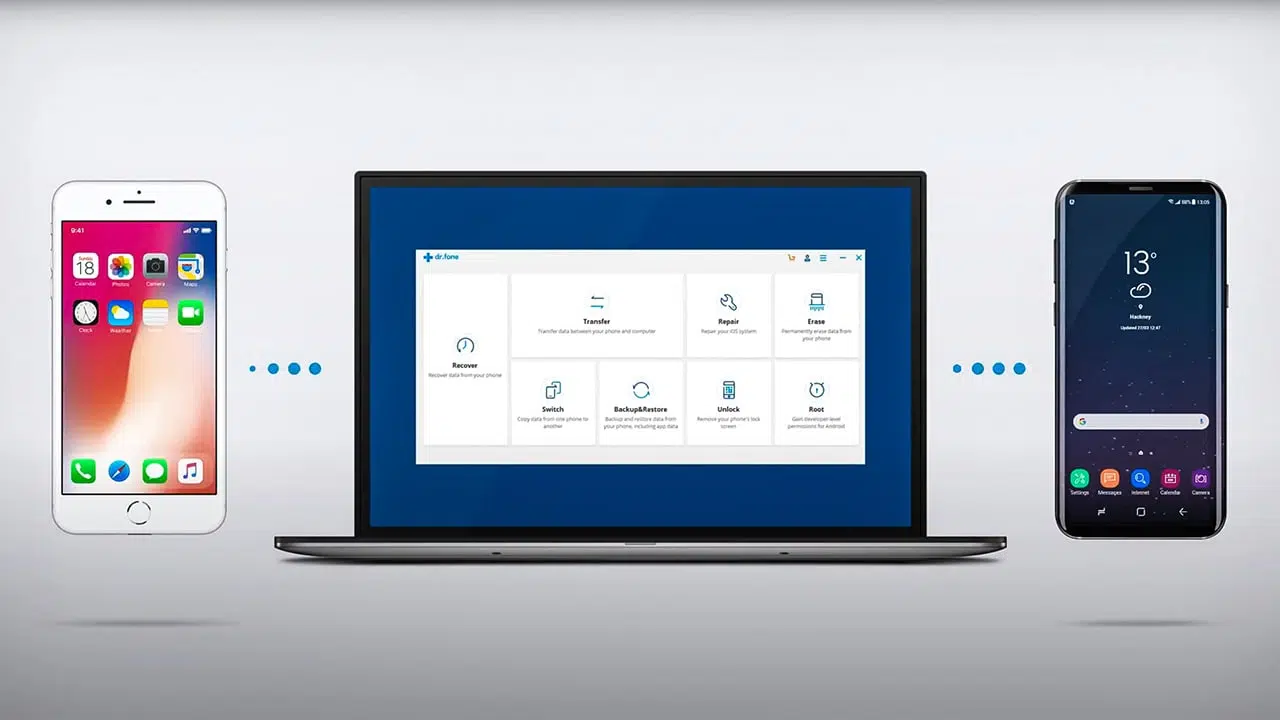 9:41
Sunday
18
Calendar
Photos
Camera
Maps
Clock
Weather
dr.fone
Recover
Recover data from your phone
Transfer
Transfer data between your phone and computer
Repair
Repair your iOS system
Erase
Permanently erase data from
your phone
Switch
Copy data from one phone to
another
Backup&Restore
Backup and restore data from
your phone, including app data
Unlock
Remove your phone's lock
screen
Root
Gain developer-level
permissions for Android
88% 13:05
13°
Hackney
Updated 27/03 12:47
G
Settings
Messages
Internet
Calendar
Camera